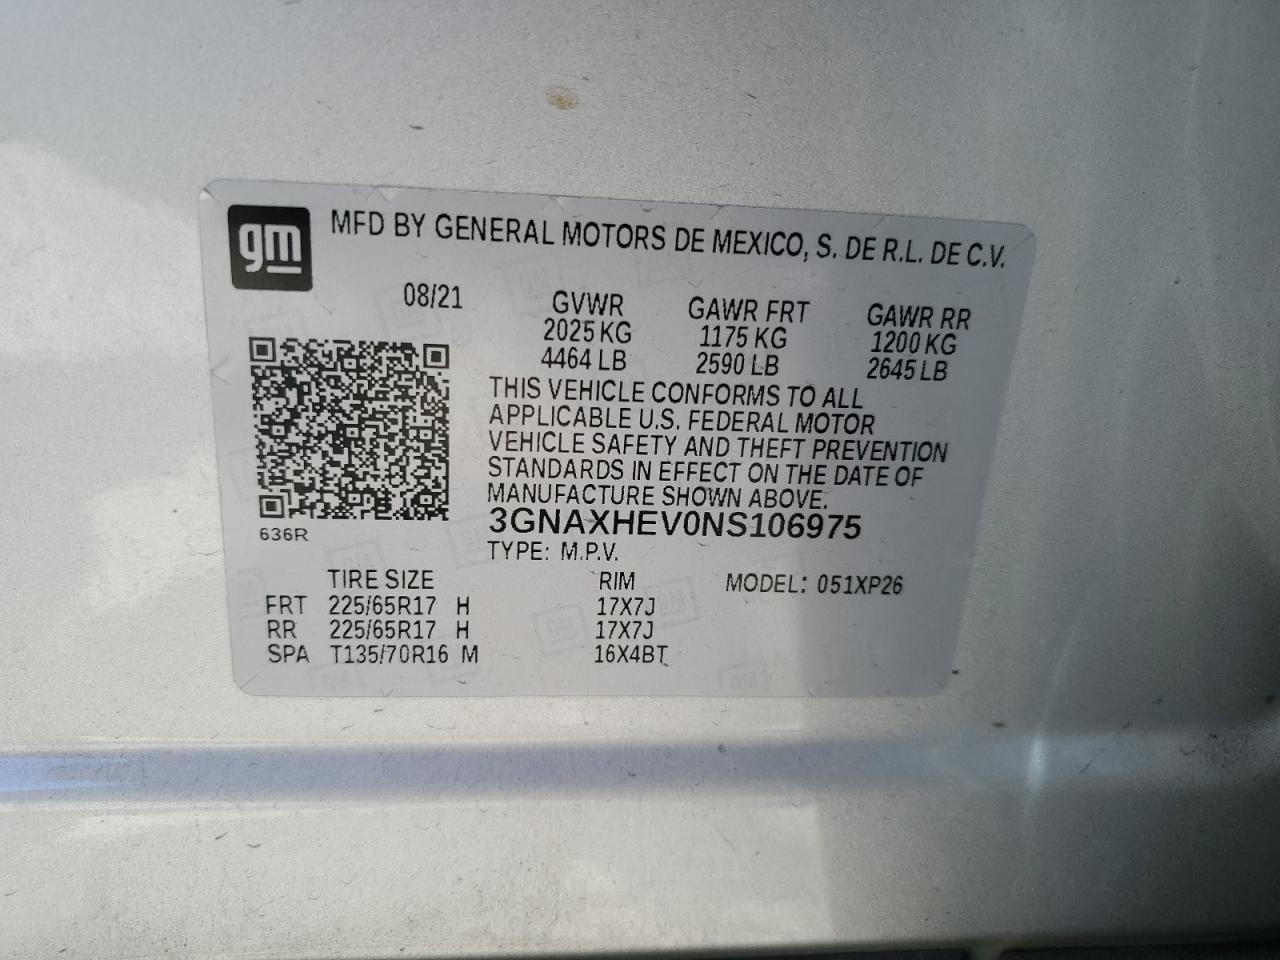 gm MFD BY GENERAL MOTORS DE MEXICO, S. DE R.L. DE C.V.
08/21 GVWR GAWR FRT GAWR RR
2025 KG 1175 KG 1200 KG
4464 LB 2590 LB 2645 LB
THIS VEHICLE CONFORMS TO ALL
APPLICABLE U.S. FEDERAL MOTOR
VEHICLE SAFETY AND THEFT PREVENTION
STANDARDS IN EFFECT ON THE DATE OF
MANUFACTURE SHOWN ABOVE.
3GNAXHEV0NS106975
636R
TYPE: M.P.V.
TIRE SIZE RIM MODEL: 051XP26
FRT 225/65R17 H 17X7J
RR 225/65R17 H 17X7J
SPA T135/70R16 M 16X4BT